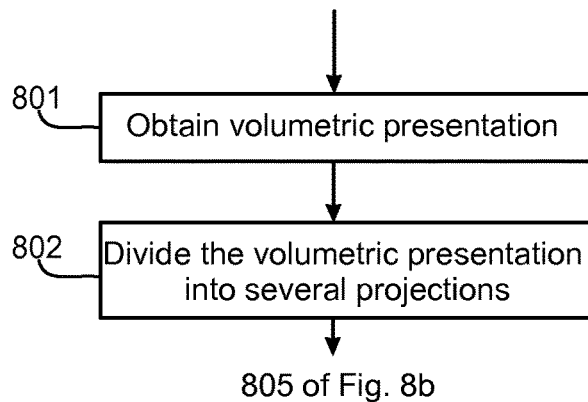 801
Obtain volumetric presentation
802
Divide the volumetric presentation
into several projections
805 of Fig. 8b